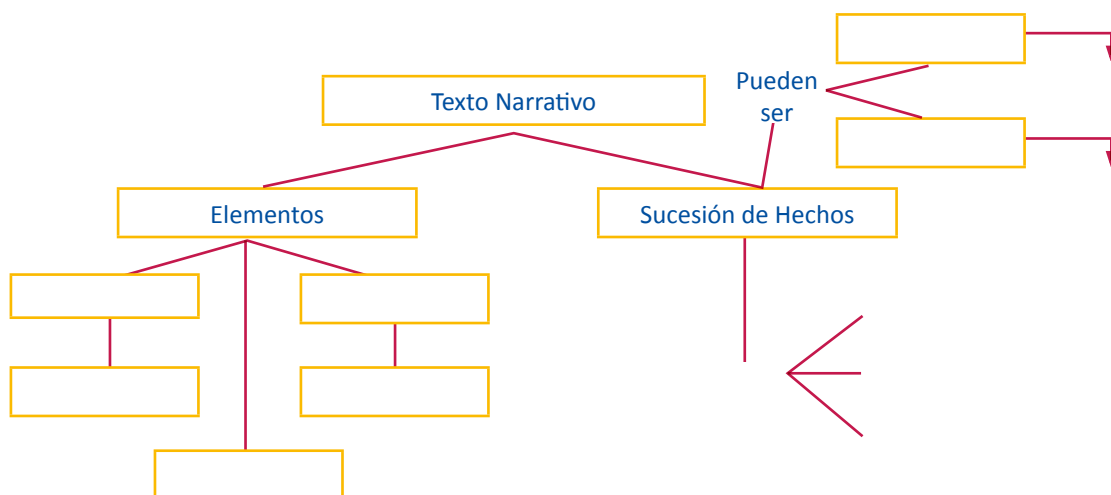 Texto Narrativo
Pueden
ser
Elementos
Sucesión de Hechos